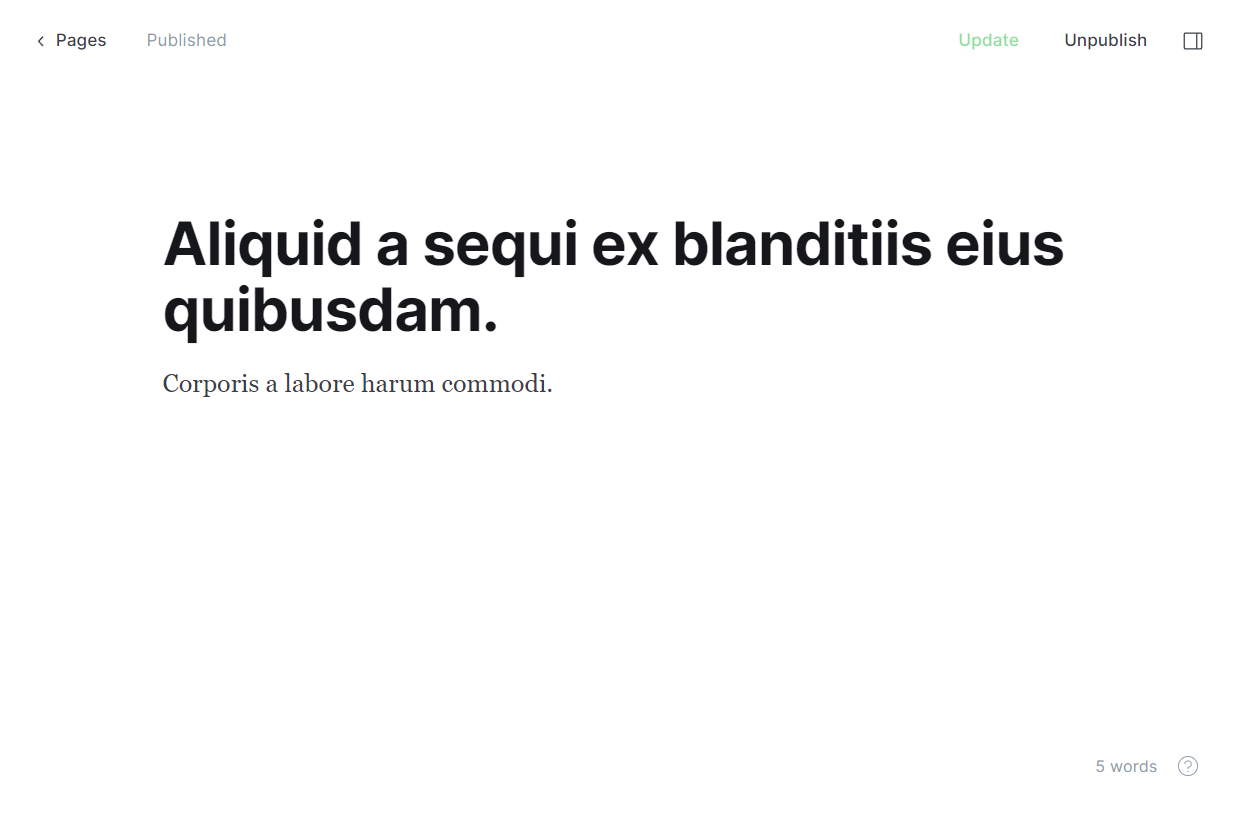 Pages
Published
Update
Unpublish
Aliquid a sequi ex blanditiis eius
quibusdam.
Corporis a labore harum commodi.
5 words
?